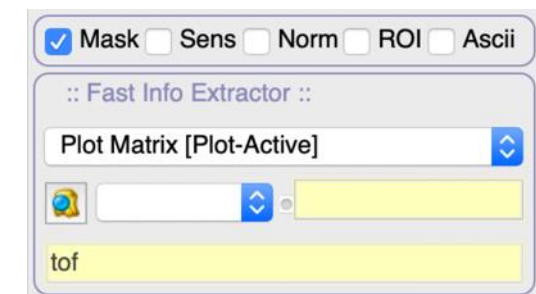 Mask Sens Norm ROI Ascii
:: Fast Info Extractor ::
Plot Matrix [Plot-Active]
tof